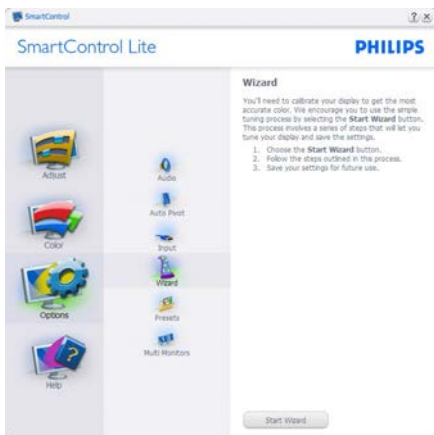 SmartControl
SmartControl Lite
PHILIPS
Adjust
Color
Options
Help
Audio
Auto Pivot
Input
Wizard
Presets
Multi Monitors
Wizard
You'll need to calibrate your display to get the most
accurate color. We encourage you to use the simple
tuning process by selecting the Start Wizard button.
This process involves a series of steps that will let you
tune your display and save the settings.
1. Choose the Start Wizard button.
2. Follow the steps outlined in this process.
3. Save your settings for future use.
Start Wizard